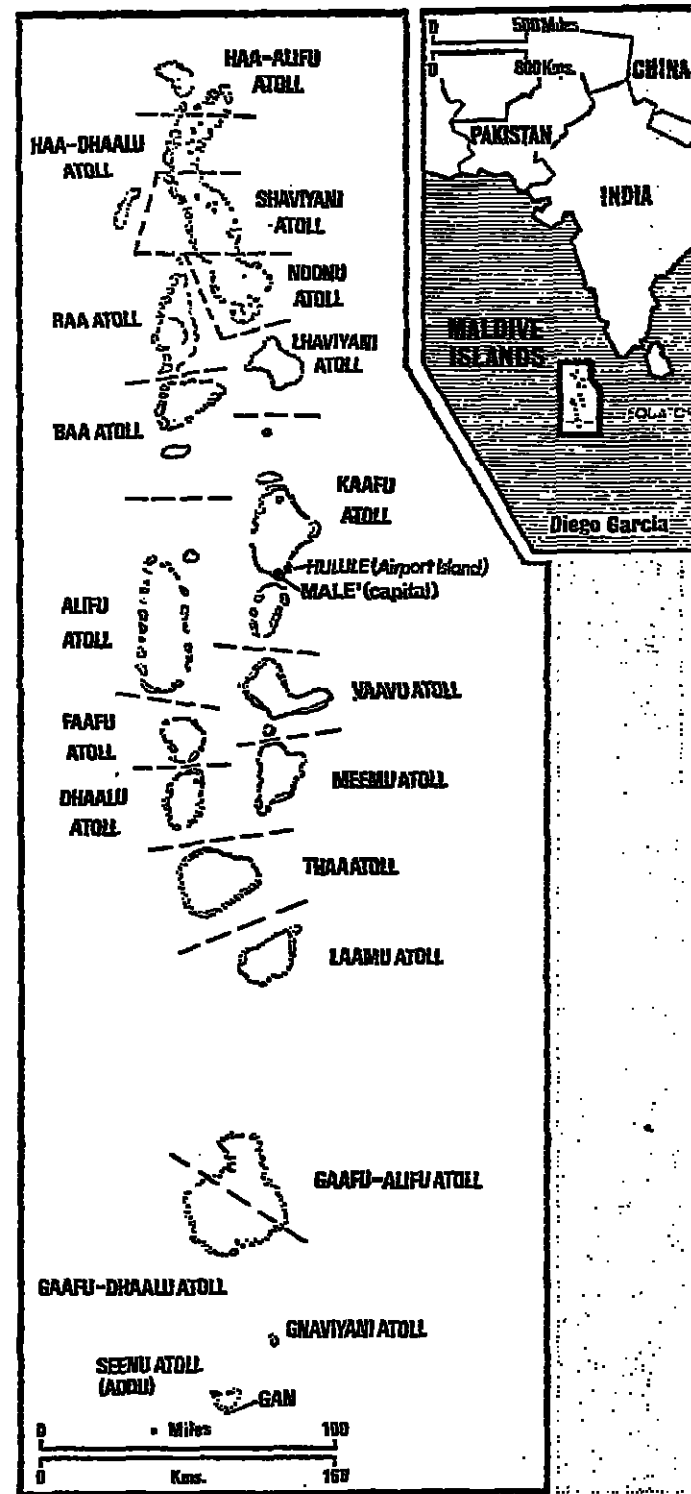 HAA-ALIFU
ATOLL
HAA-DHAALU
ATOLL
SHAVIYANI
ATOLL
NOONU
ATOLL
RAA ATOLL
LHAVIYANI
ATOLL
BAA ATOLL
KAAFU
ATOLL
HULULE (Airport Island)
MALE' (capital)
ALIFU
ATOLL
VAAVU ATOLL
FAAFU
ATOLL
MEEMU ATOLL
DHAALU
ATOLL
THAA ATOLL
LAAMU ATOLL
GAAFU-ALIFU ATOLL
GAAFU-DHAALU ATOLL
GNAVIYANI ATOLL
SEENU ATOLL
(ADDU)
GAN
0 Miles 100
0 Kms. 160
0 500 Miles
0 800 Kms.
CHINA
PAKISTAN
INDIA
MALDIVE
ISLANDS
Diego Garcia